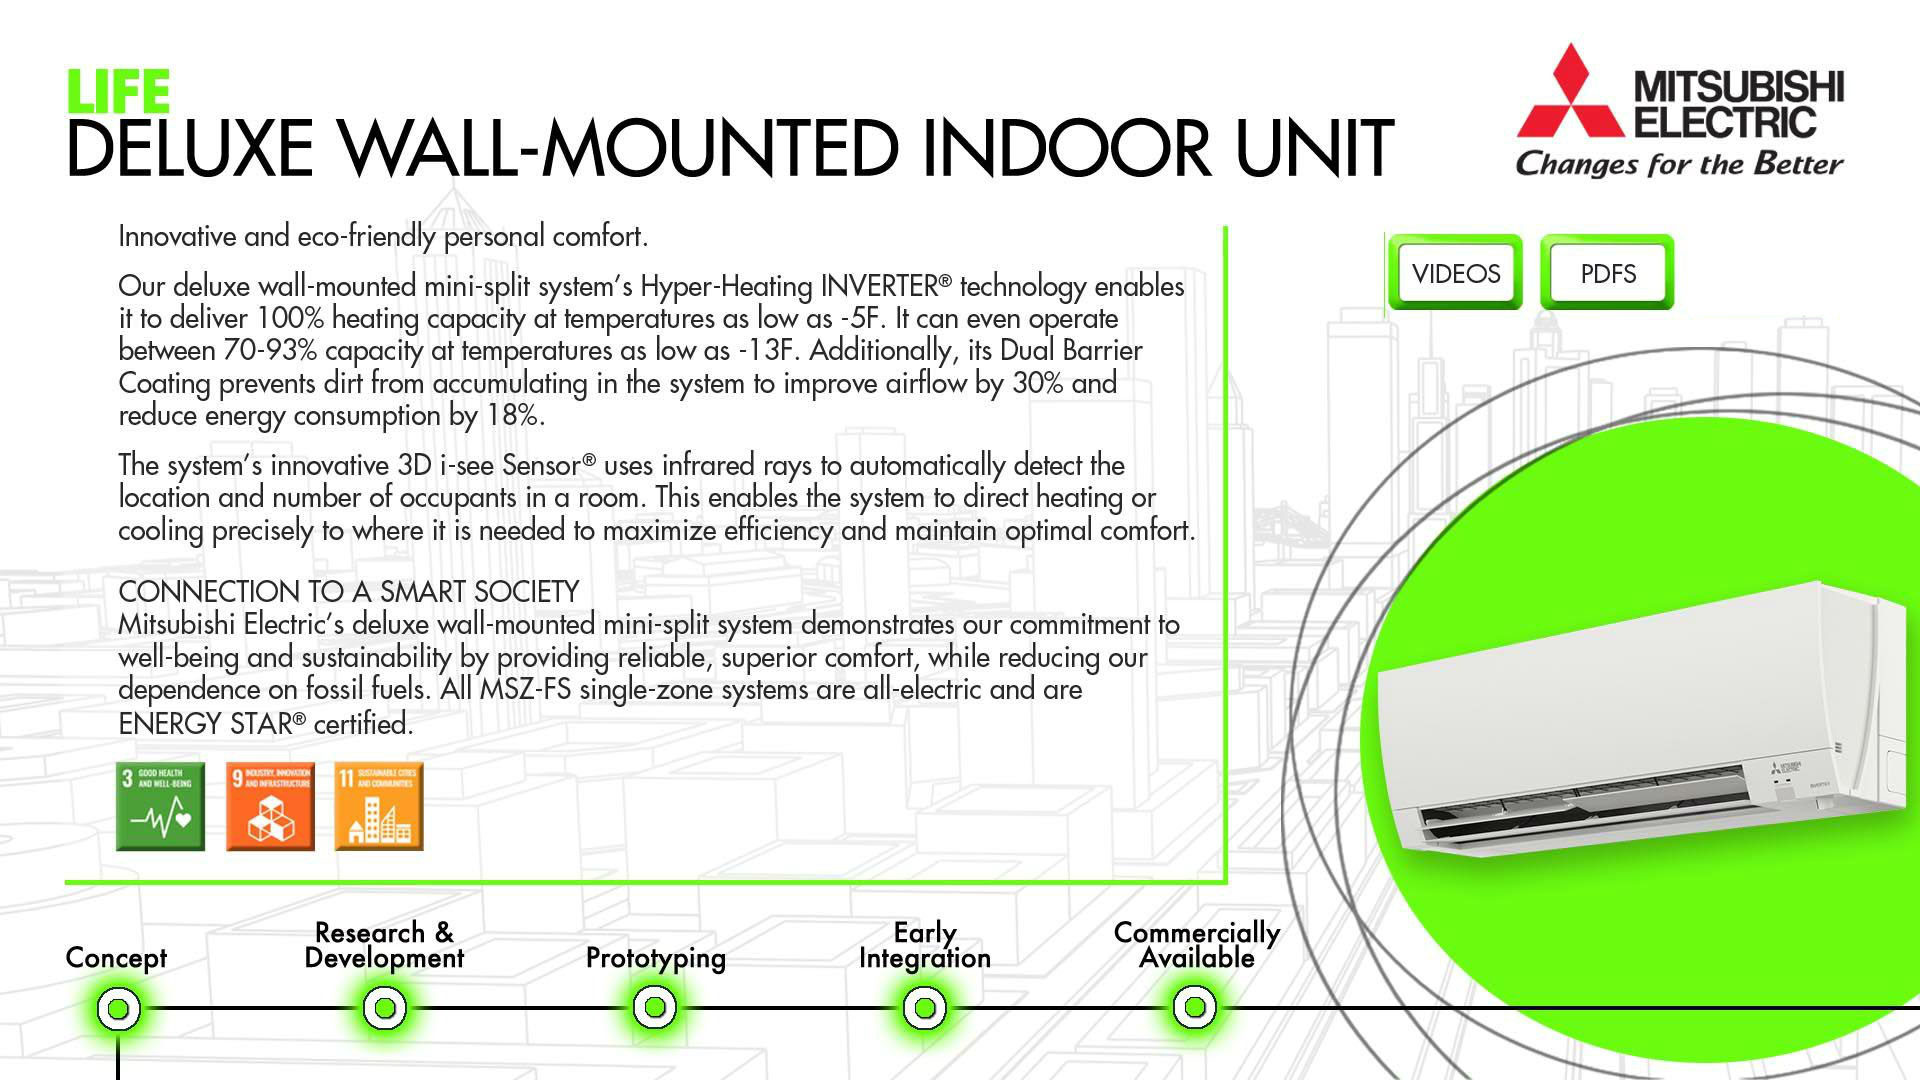 LIFE
DELUXE WALL-MOUNTED INDOOR UNIT
MITSUBISHI
ELECTRIC
Changes for the Better
Innovative and eco-friendly personal comfort.
Our deluxe wall-mounted mini-split system’s Hyper-Heating INVERTER® technology enables
it to deliver 100% heating capacity at temperatures as low as -5F. It can even operate
between 70-93% capacity at temperatures as low as -13F. Additionally, its Dual Barrier
Coating prevents dirt from accumulating in the system to improve airflow by 30% and
reduce energy consumption by 18%.
The system’s innovative 3D i-see Sensor® uses infrared rays to automatically detect the
location and number of occupants in a room. This enables the system to direct heating or
cooling precisely to where it is needed to maximize efficiency and maintain optimal comfort.
CONNECTION TO A SMART SOCIETY
Mitsubishi Electric’s deluxe wall-mounted mini-split system demonstrates our commitment to
well-being and sustainability by providing reliable, superior comfort, while reducing our
dependence on fossil fuels. All MSZ-FS single-zone systems are all-electric and are
ENERGY STAR® certified.
3 GOOD HEALTH
AND WELL-BEING
9 INDUSTRY, INNOVATION
AND INFRASTRUCTURE
11 SUSTAINABLE CITIES
AND COMMUNITIES
VIDEOS
PDFS
MITSUBISHI
ELECTRIC
INVERTER
Concept
Research &
Development
Prototyping
Early
Integration
Commercially
Available